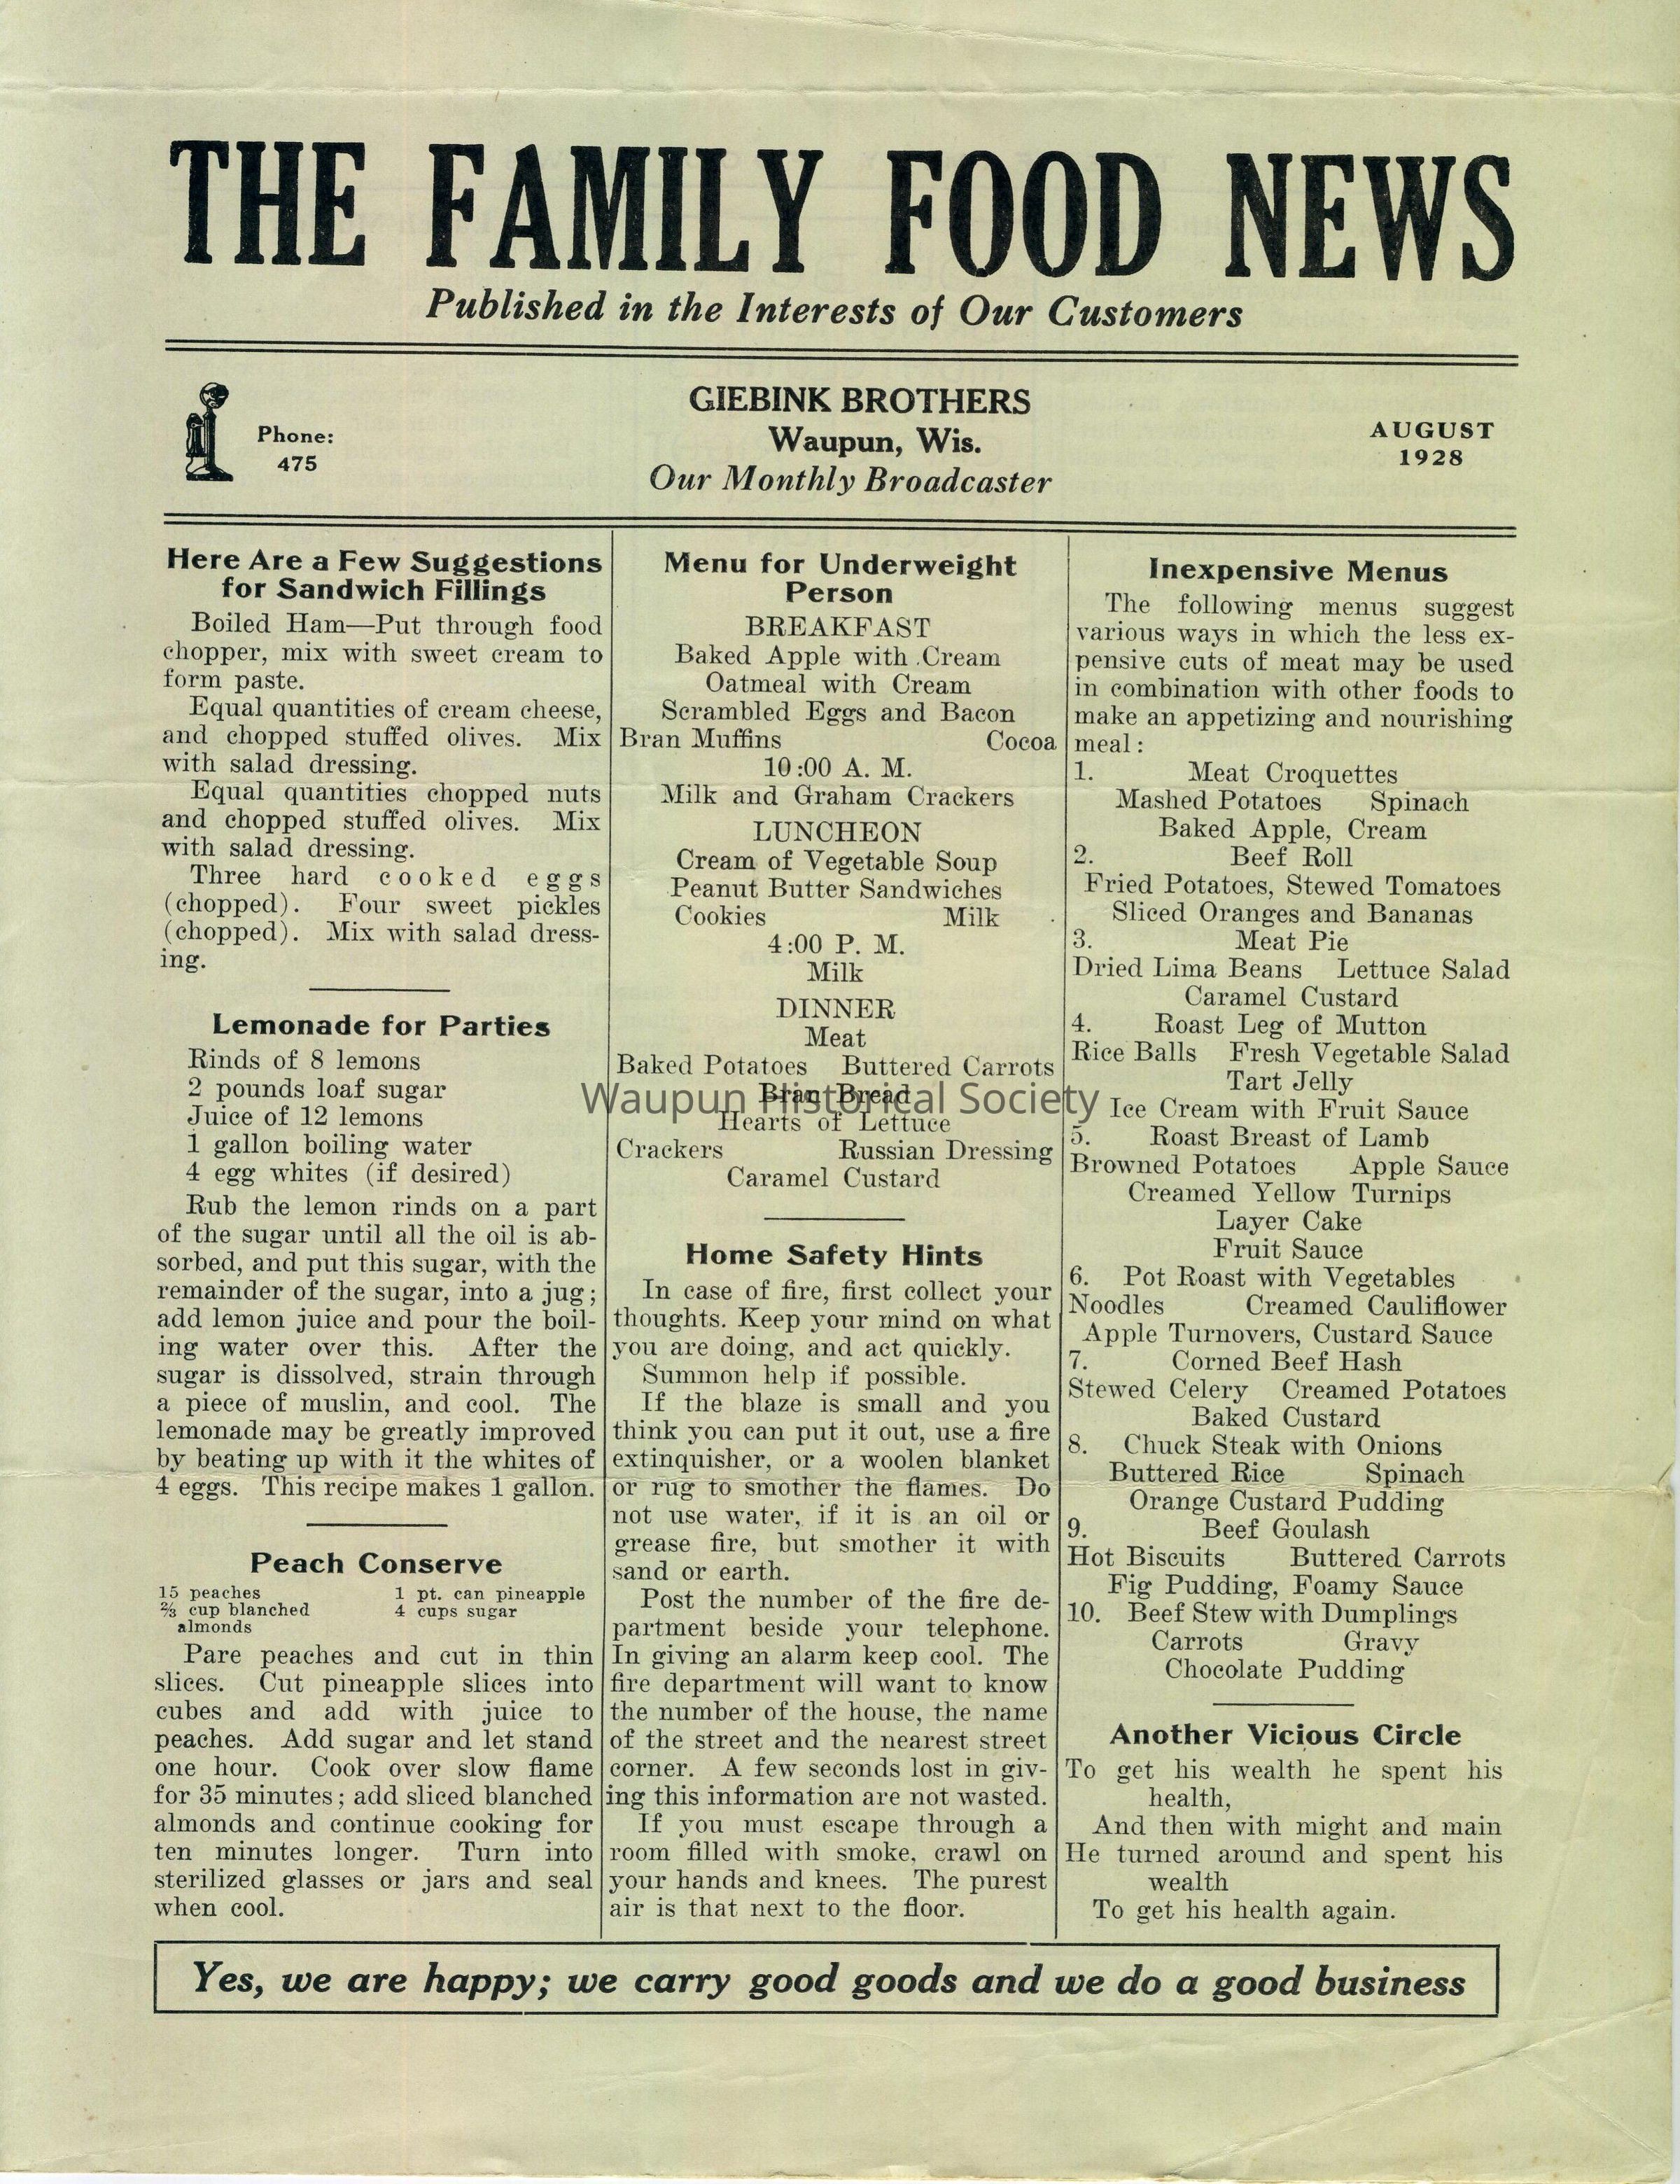 THE FAMILY FOOD NEWS
Published in the Interests of Our Customers
Phone:
475
GIEBINK BROTHERS
Waupun, Wis.
Our Monthly Broadcaster
AUGUST
1928
Here Are a Few Suggestions
for Sandwich Fillings
Boiled Ham—Put through food
chopper, mix with sweet cream to
form paste.
Equal quantities of cream cheese,
and chopped stuffed olives. Mix
with salad dressing.
Equal quantities chopped nuts
and chopped stuffed olives. Mix
with salad dressing.
Three hard cooked eggs
(chopped). Four sweet pickles
(chopped). Mix with salad dress-
ing.
Lemonade for Parties
Rinds of 8 lemons
2 pounds loaf sugar
Juice of 12 lemons
1 gallon boiling water
4 egg whites (if desired)
Rub the lemon rinds on a part
of the sugar until all the oil is ab-
sorbed, and put this sugar, with the
remainder of the sugar, into a jug;
add lemon juice and pour the boil-
ing water over this. After the
sugar is dissolved, strain through
a piece of muslin, and cool. The
lemonade may be greatly improved
by beating up with it the whites of
4 eggs. This recipe makes 1 gallon.
Peach Conserve
15 peaches 1 pt. can pineapple
⅔ cup blanched 4 cups sugar
almonds
Pare peaches and cut in thin
slices. Cut pineapple slices into
cubes and add with juice to
peaches. Add sugar and let stand
one hour. Cook over slow flame
for 35 minutes; add sliced blanched
almonds and continue cooking for
ten minutes longer. Turn into
sterilized glasses or jars and seal
when cool.
Menu for Underweight
Person
BREAKFAST
Baked Apple with Cream
Oatmeal with Cream
Scrambled Eggs and Bacon
Bran Muffins Cocoa
10:00 A. M.
Milk and Graham Crackers
LUNCHEON
Cream of Vegetable Soup
Peanut Butter Sandwiches
Cookies Milk
4:00 P. M.
Milk
DINNER
Meat
Baked Potatoes Buttered Carrots
Bran Bread
Hearts of Lettuce
Crackers Russian Dressing
Caramel Custard
Home Safety Hints
In case of fire, first collect your
thoughts. Keep your mind on what
you are doing, and act quickly.
Summon help if possible.
If the blaze is small and you
think you can put it out, use a fire
extinguisher, or a woolen blanket
or rug to smother the flames. Do
not use water, if it is an oil or
grease fire, but smother it with
sand or earth.
Post the number of the fire de-
partment beside your telephone.
In giving an alarm keep cool. The
fire department will want to know
the number of the house, the name
of the street and the nearest street
corner. A few seconds lost in giv-
ing this information are not wasted.
If you must escape through a
room filled with smoke, crawl on
your hands and knees. The purest
air is that next to the floor.
Inexpensive Menus
The following menus suggest
various ways in which the less ex-
pensive cuts of meat may be used
in combination with other foods to
make an appetizing and nourishing
meal:
1. Meat Croquettes
Mashed Potatoes Spinach
Baked Apple, Cream
2. Beef Roll
Fried Potatoes, Stewed Tomatoes
Sliced Oranges and Bananas
3. Meat Pie
Dried Lima Beans Lettuce Salad
Caramel Custard
4. Roast Leg of Mutton
Rice Balls Fresh Vegetable Salad
Tart Jelly
Ice Cream with Fruit Sauce
5. Roast Breast of Lamb
Browned Potatoes Apple Sauce
Creamed Yellow Turnips
Layer Cake
Fruit Sauce
6. Pot Roast with Vegetables
Noodles Creamed Cauliflower
Apple Turnovers, Custard Sauce
7. Corned Beef Hash
Stewed Celery Creamed Potatoes
Baked Custard
8. Chuck Steak with Onions
Buttered Rice Spinach
Orange Custard Pudding
9. Beef Goulash
Hot Biscuits Buttered Carrots
Fig Pudding, Foamy Sauce
10. Beef Stew with Dumplings
Carrots Gravy
Chocolate Pudding
Another Vicious Circle
To get his wealth he spent his
health,
And then with might and main
He turned around and spent his
wealth
To get his health again.
Yes, we are happy; we carry good goods and we do a good business
Waupun Historical Society